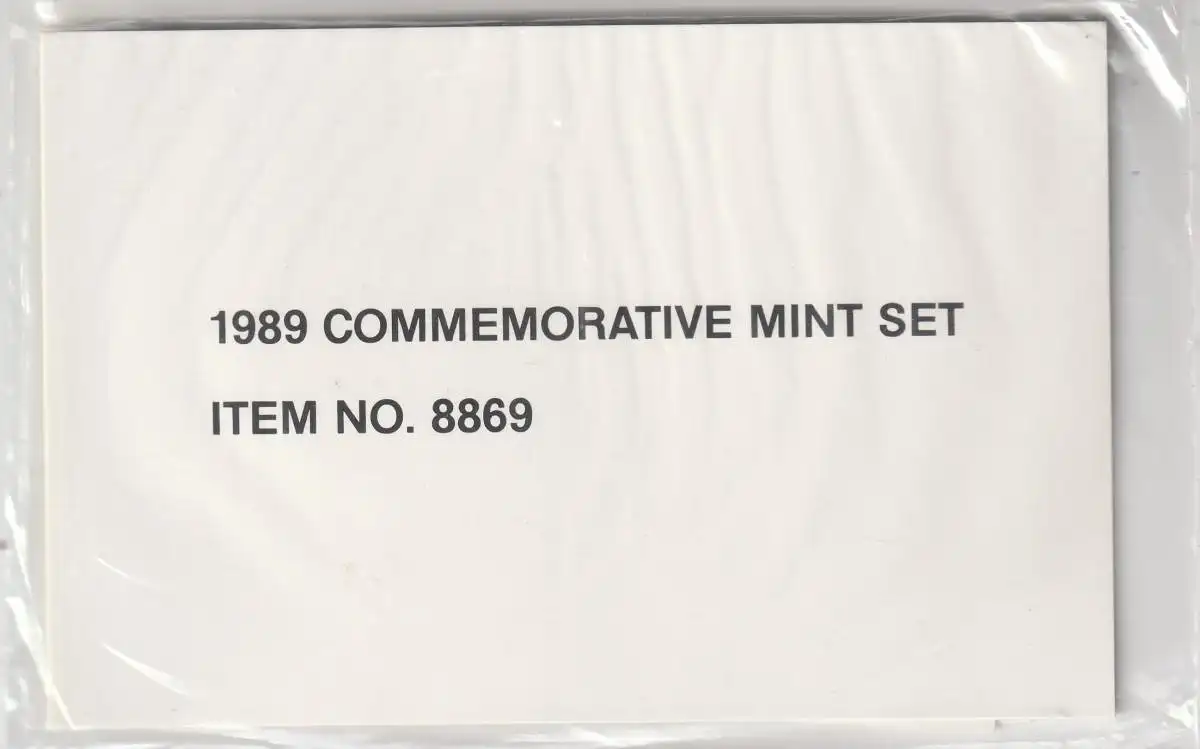 1989 COMMEMORATIVE MINT SET
ITEM NO. 8869